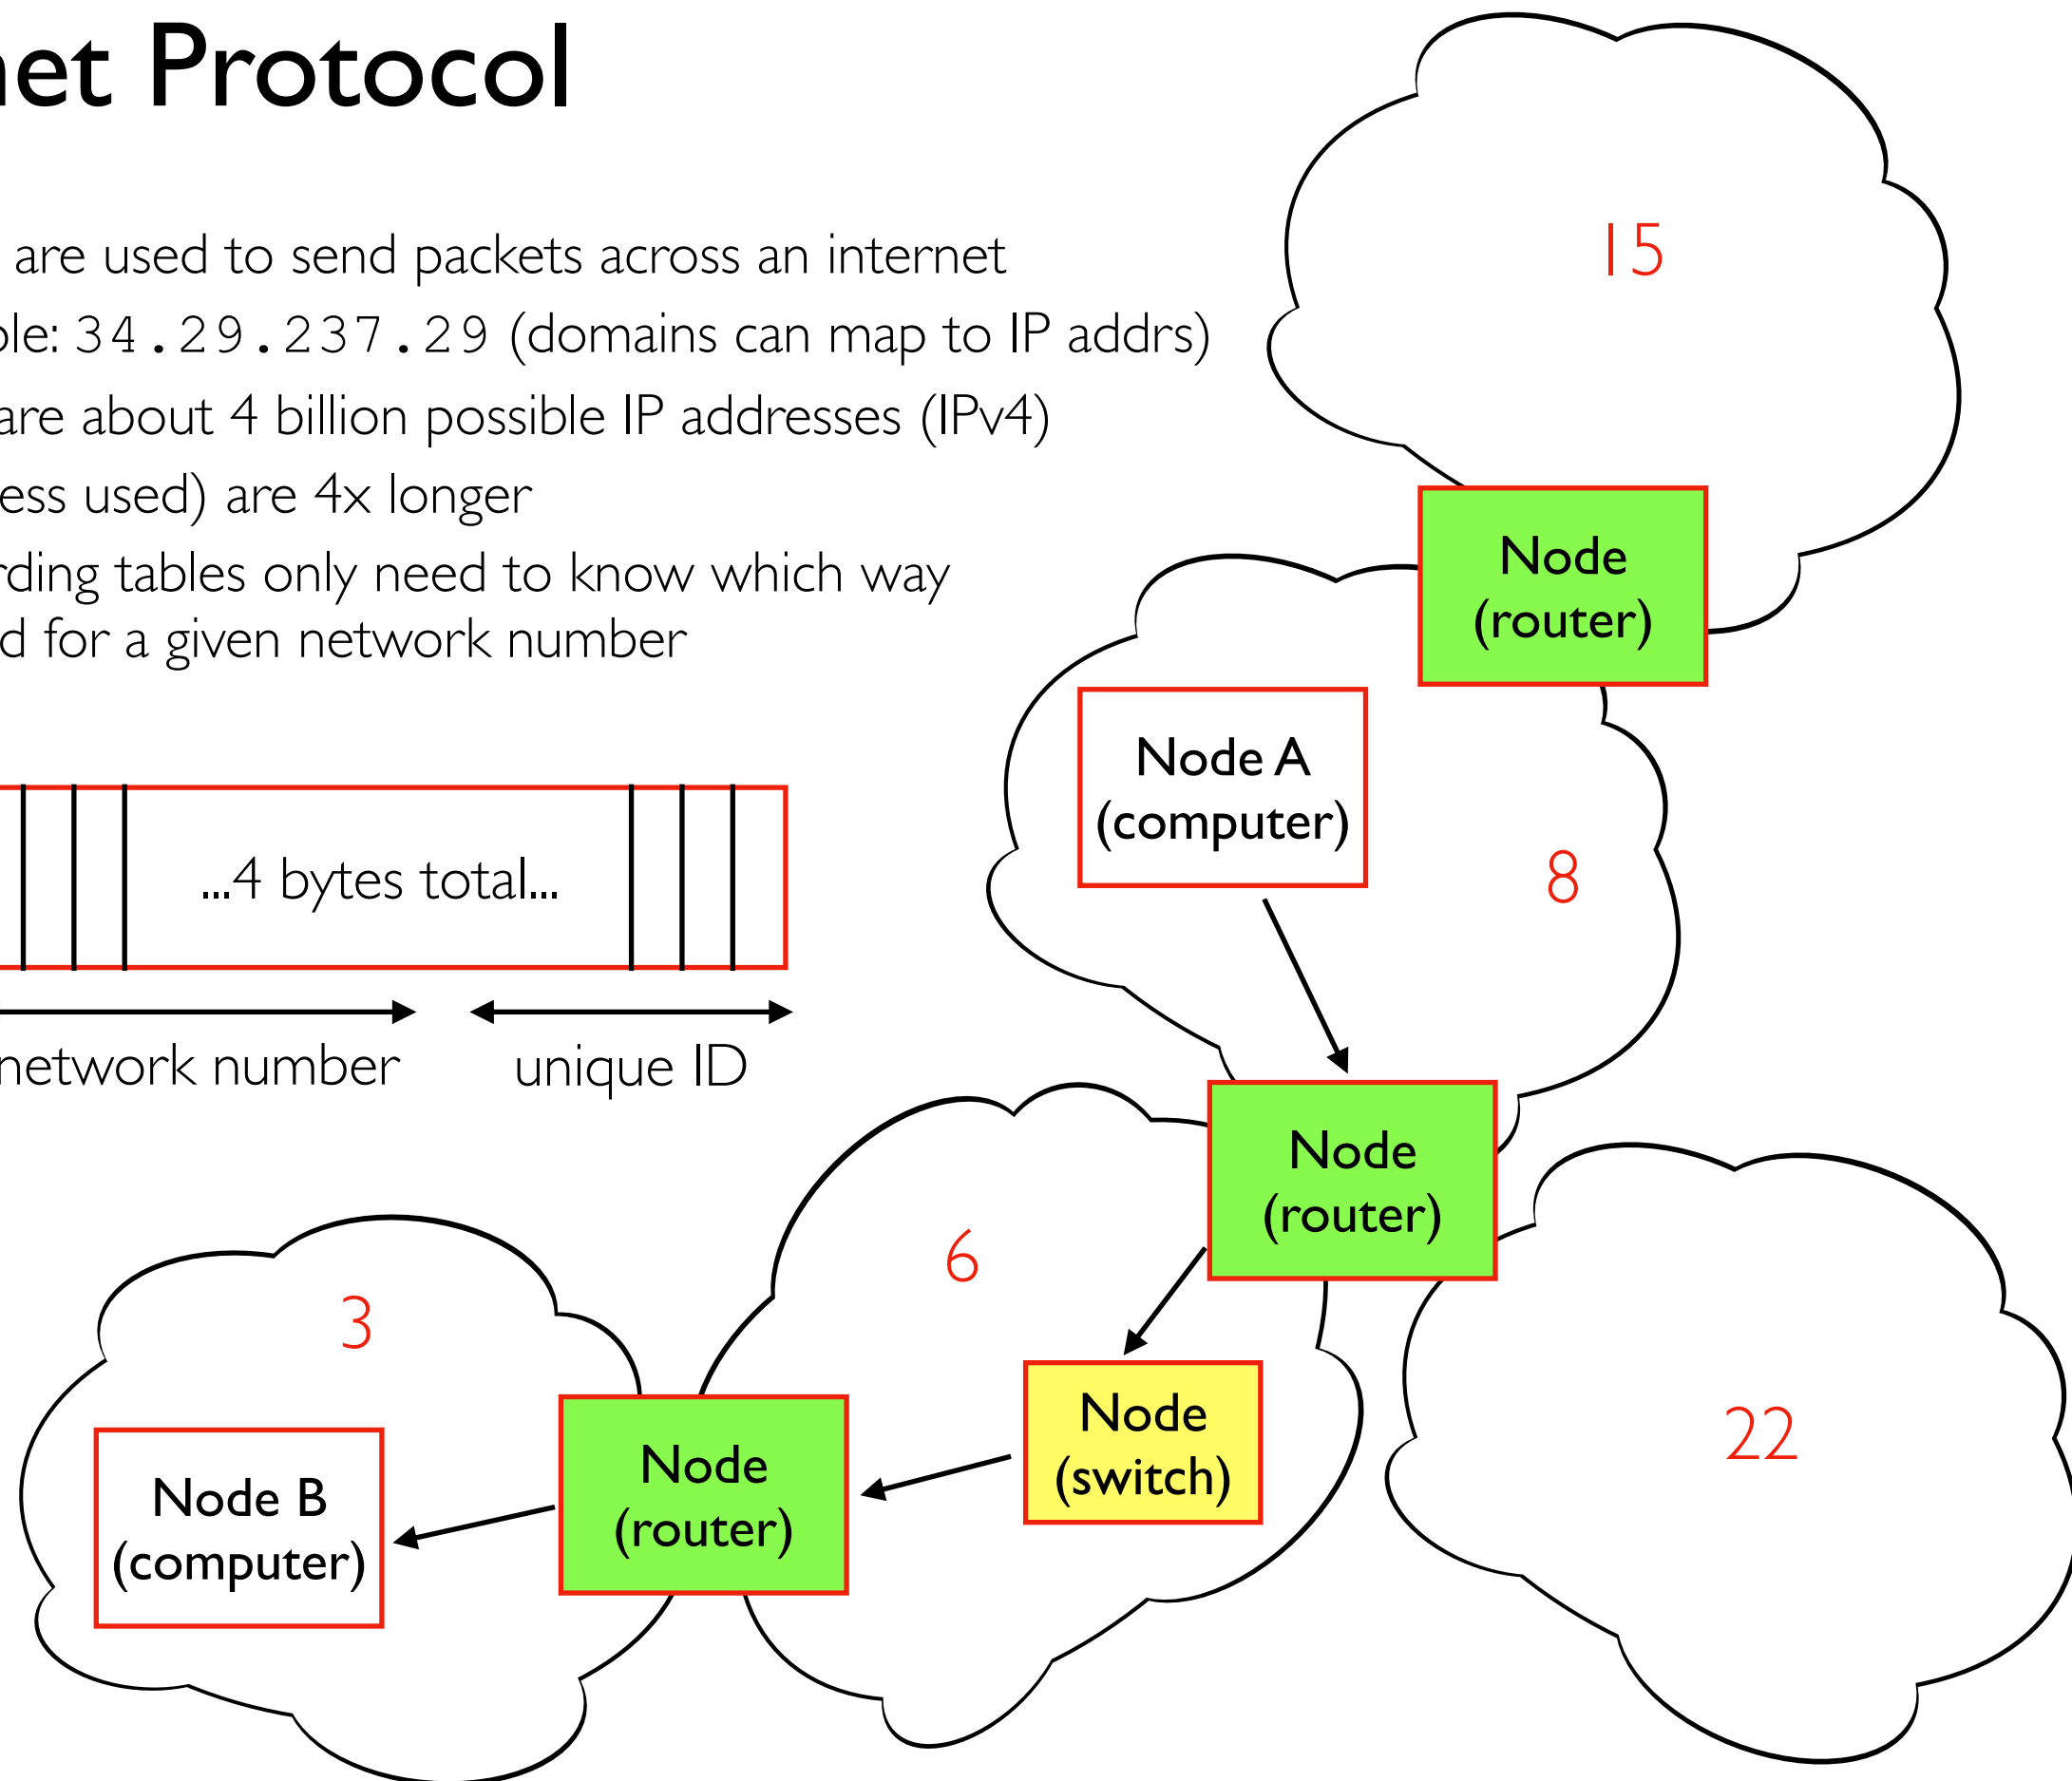 net Protocol
are used to send packets across an internet
ple: 34.29.237.29 (domains can map to IP addrs)
are about 4 billion possible IP addresses (IPv4)
ess used) are 4x longer
rding tables only need to know which way
d for a given network number
...4 bytes total...
network number
unique ID
15
Node
(router)
Node A
(computer)
8
Node
(router)
6
3
Node
(switch)
22
Node
(router)
Node B
(computer)